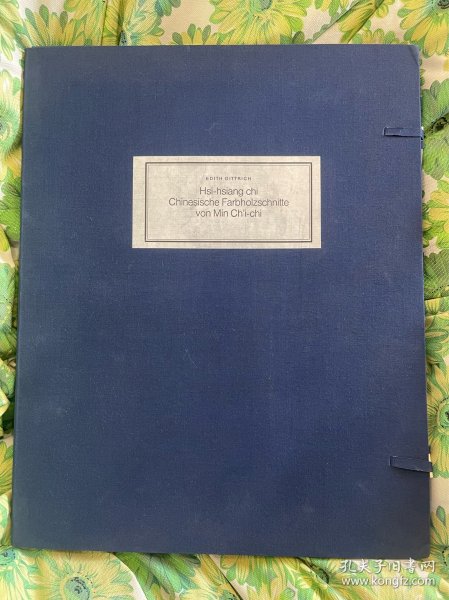 EDITH DITTRICH
Hsi-hsiang chi
Chinesische Farbholzschnitte
von Min Ch'i-chi
孔夫子旧书网
www.kongfz.com